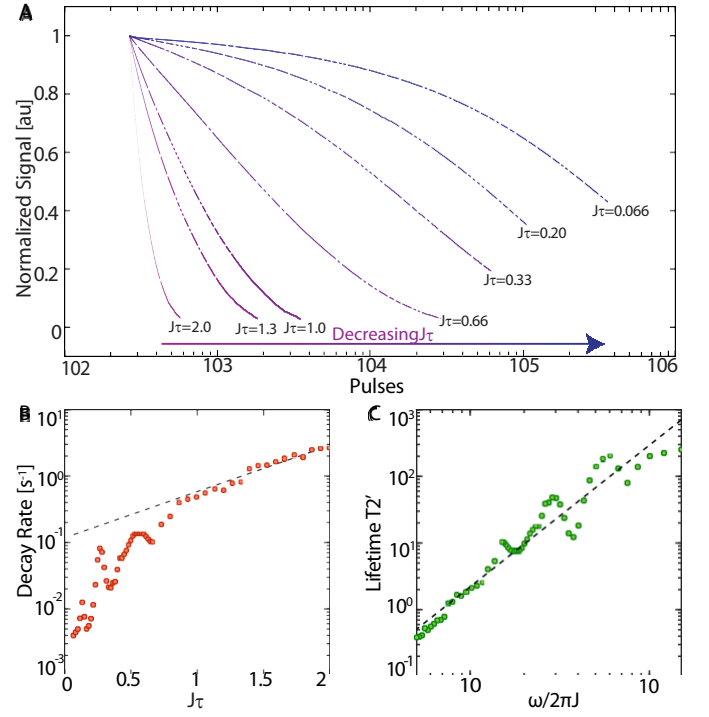 A
Normalized Signal [au]
1
0.8
0.6
0.4
0.2
0
Jτ=0.066
Jτ=0.20
Jτ=0.33
Jτ=0.66
Jτ=2.0
Jτ=1.3
Jτ=1.0
DecreasingJτ
102
103
104
105
106
Pulses
B
Decay Rate [s-1]
10¹
10⁰
10-1
10-2
10-3
0
0.5
1
1.5
2
Jτ
C
Lifetime T2′
10³
10²
10¹
10⁰
10-1
10
10
ω/2πJ